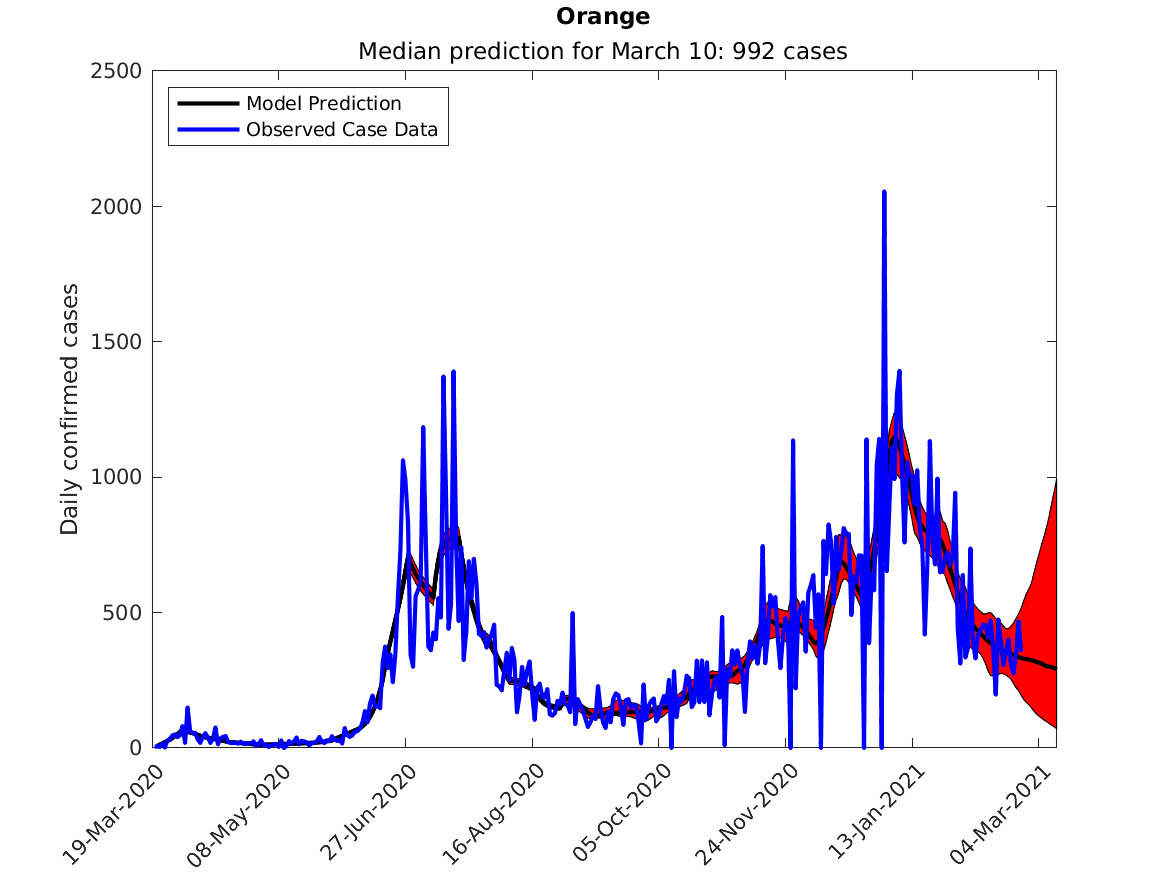 Orange
Median prediction for March 10: 992 cases
Model Prediction
Observed Case Data
Daily confirmed cases
2500
2000
1500
1000
500
0
19-Mar-2020
08-May-2020
27-Jun-2020
16-Aug-2020
05-Oct-2020
24-Nov-2020
13-Jan-2021
04-Mar-2021